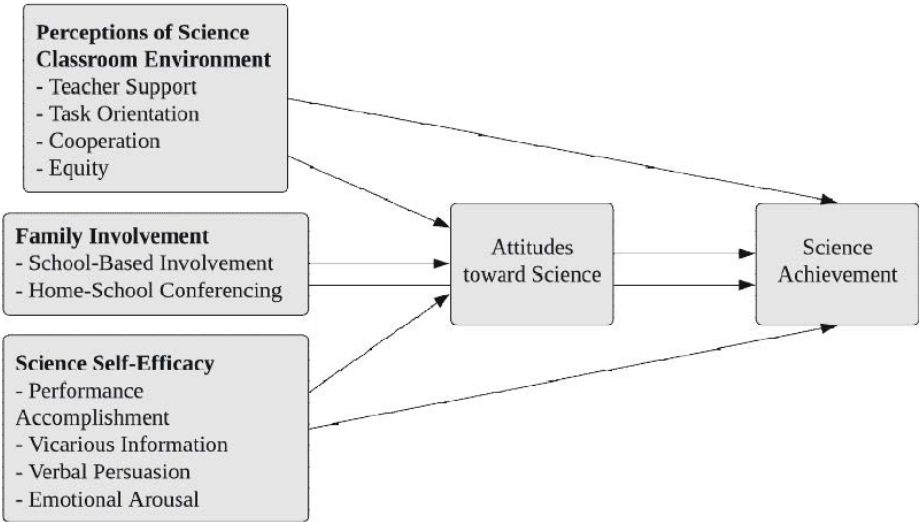 Perceptions of Science
Classroom Environment
- Teacher Support
- Task Orientation
- Cooperation
- Equity
Family Involvement
- School-Based Involvement
- Home-School Conferencing
Science Self-Efficacy
- Performance
Accomplishment
- Vicarious Information
- Verbal Persuasion
- Emotional Arousal
Attitudes
toward Science
Science
Achievement